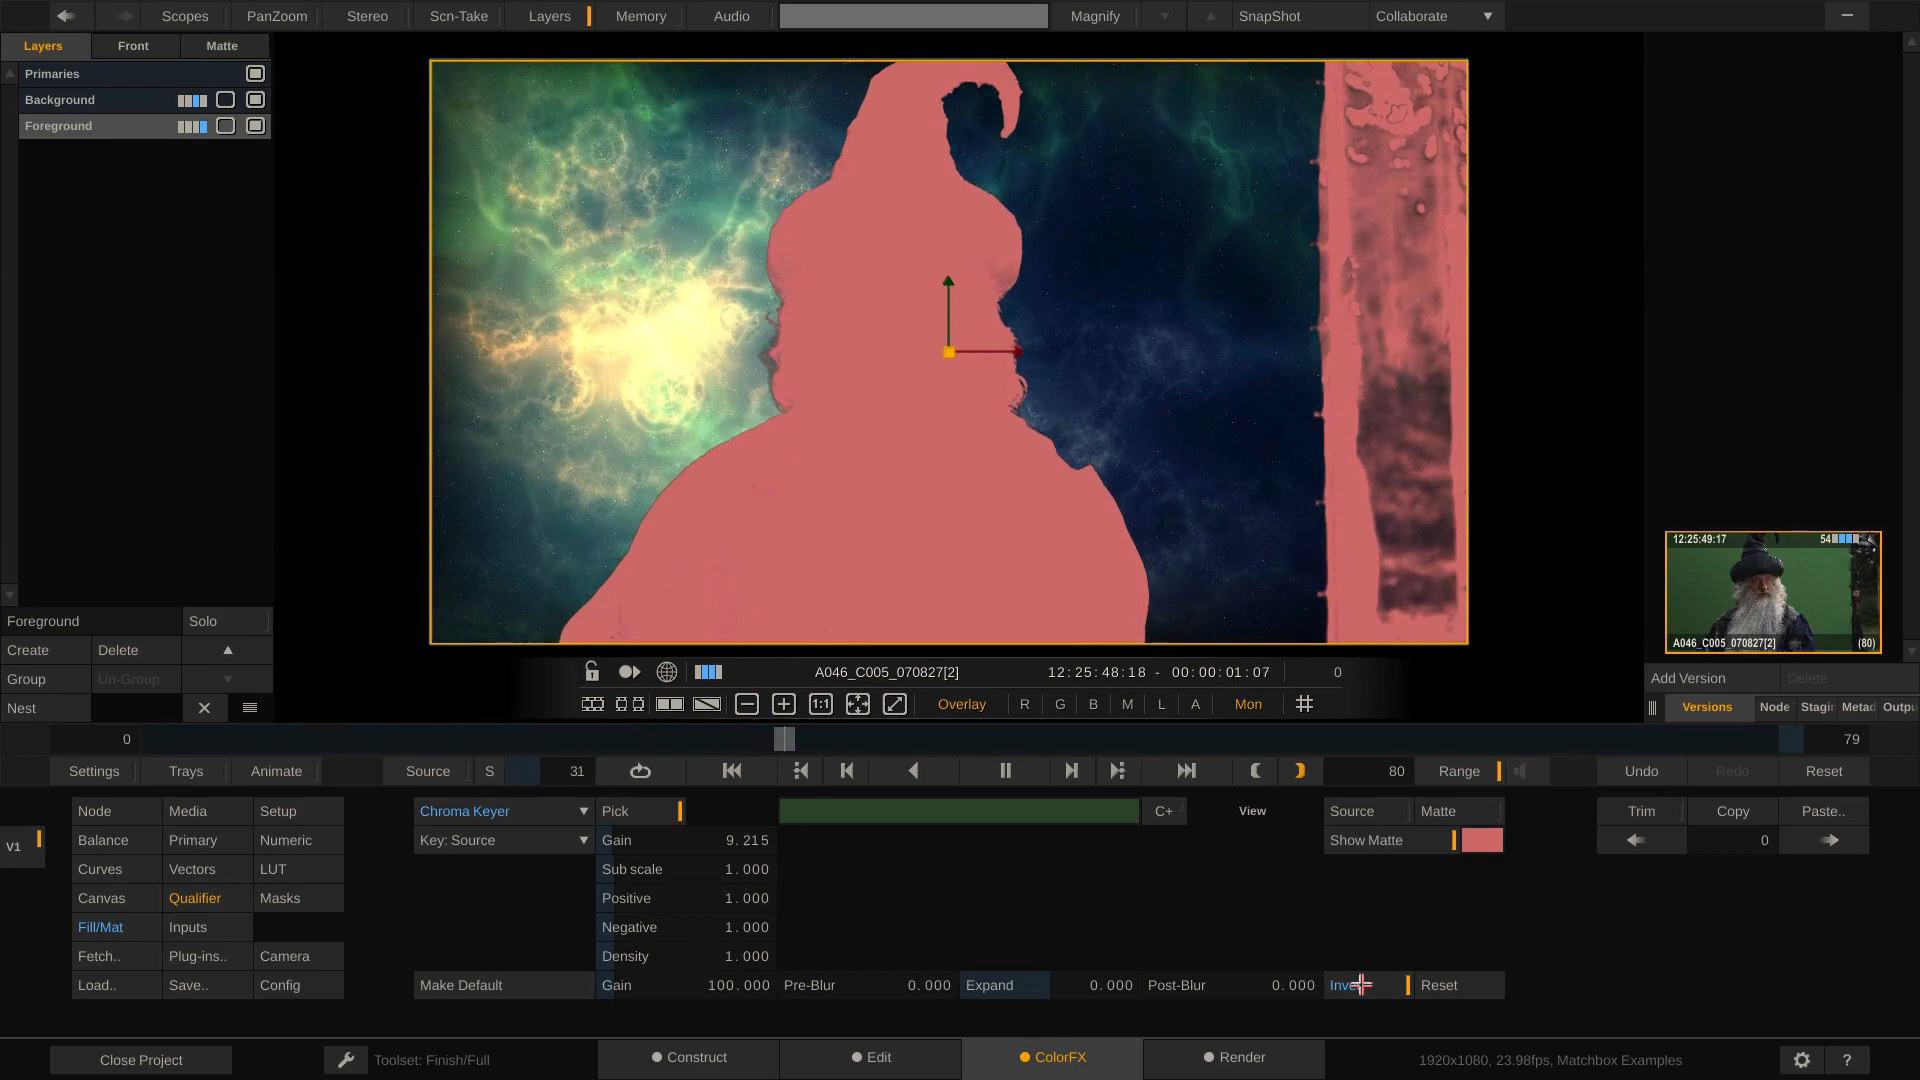 Scopes PanZoom Stereo Scn-Take Layers Memory Audio Magnify SnapShot Collaborate
Layers Front Matte
Primaries
Background
Foreground
12:25:49:17 54
A046_C005_070827[2] (80)
Foreground Solo
Create Delete
Group Un-Group
Nest
A046_C005_070827[2] 12:25:48:18 - 00:00:01:07 0
1:1 Overlay R G B M L A Mon
Add Version Delete
Versions Node Stagin Metad Outpu
0 79
Settings Trays Animate Source S 31 80 Range Undo Redo Reset
Node Media Setup Chroma Keyer Pick C+ View Source Matte Trim Copy Paste..
V1 Balance Primary Numeric Key: Source Gain 9.215 Show Matte 0
Curves Vectors LUT Sub scale 1.000
Canvas Qualifier Masks Positive 1.000
Fill/Mat Inputs Negative 1.000
Fetch.. Plug-ins.. Camera Density 1.000
Load.. Save.. Config Make Default Gain 100.000 Pre-Blur 0.000 Expand 0.000 Post-Blur 0.000 Reset
Close Project Toolset: Finish/Full Construct Edit ColorFX Render 1920x1080, 23.98fps, Matchbox Examples ?